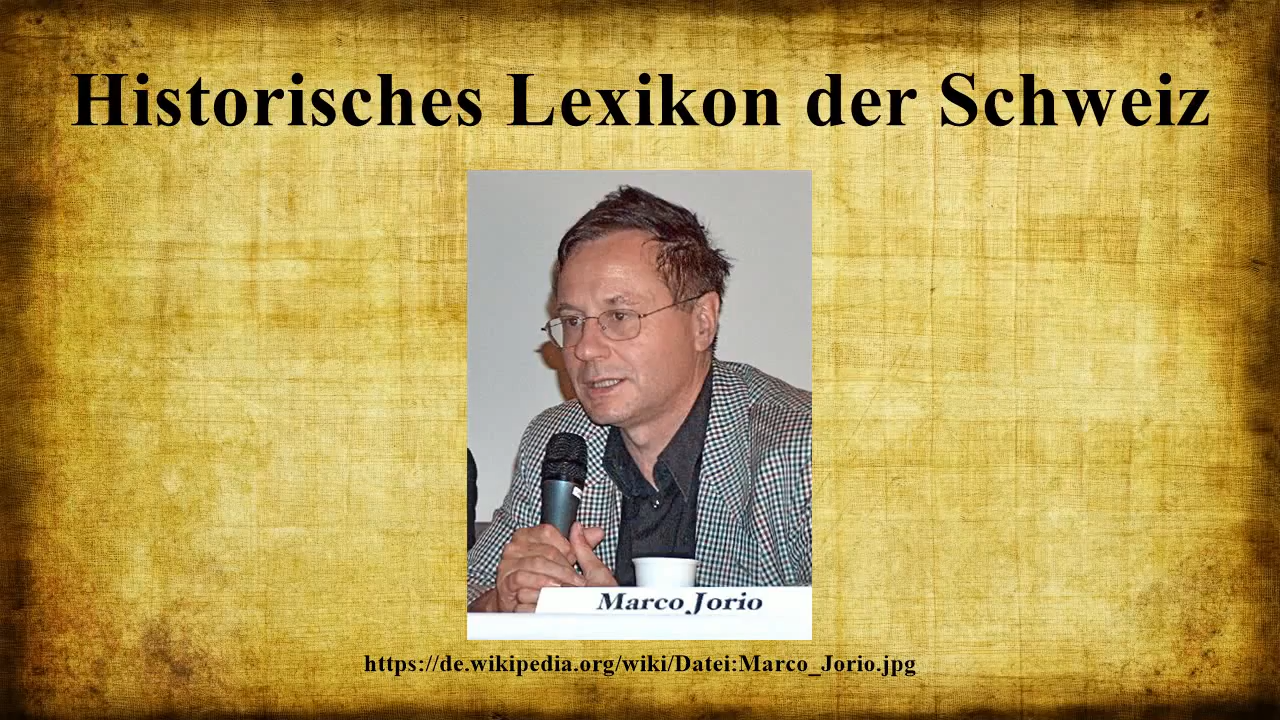 Historisches Lexikon der Schweiz
Marco Jorio
https://de.wikipedia.org/wiki/Datei:Marco_Jorio.jpg